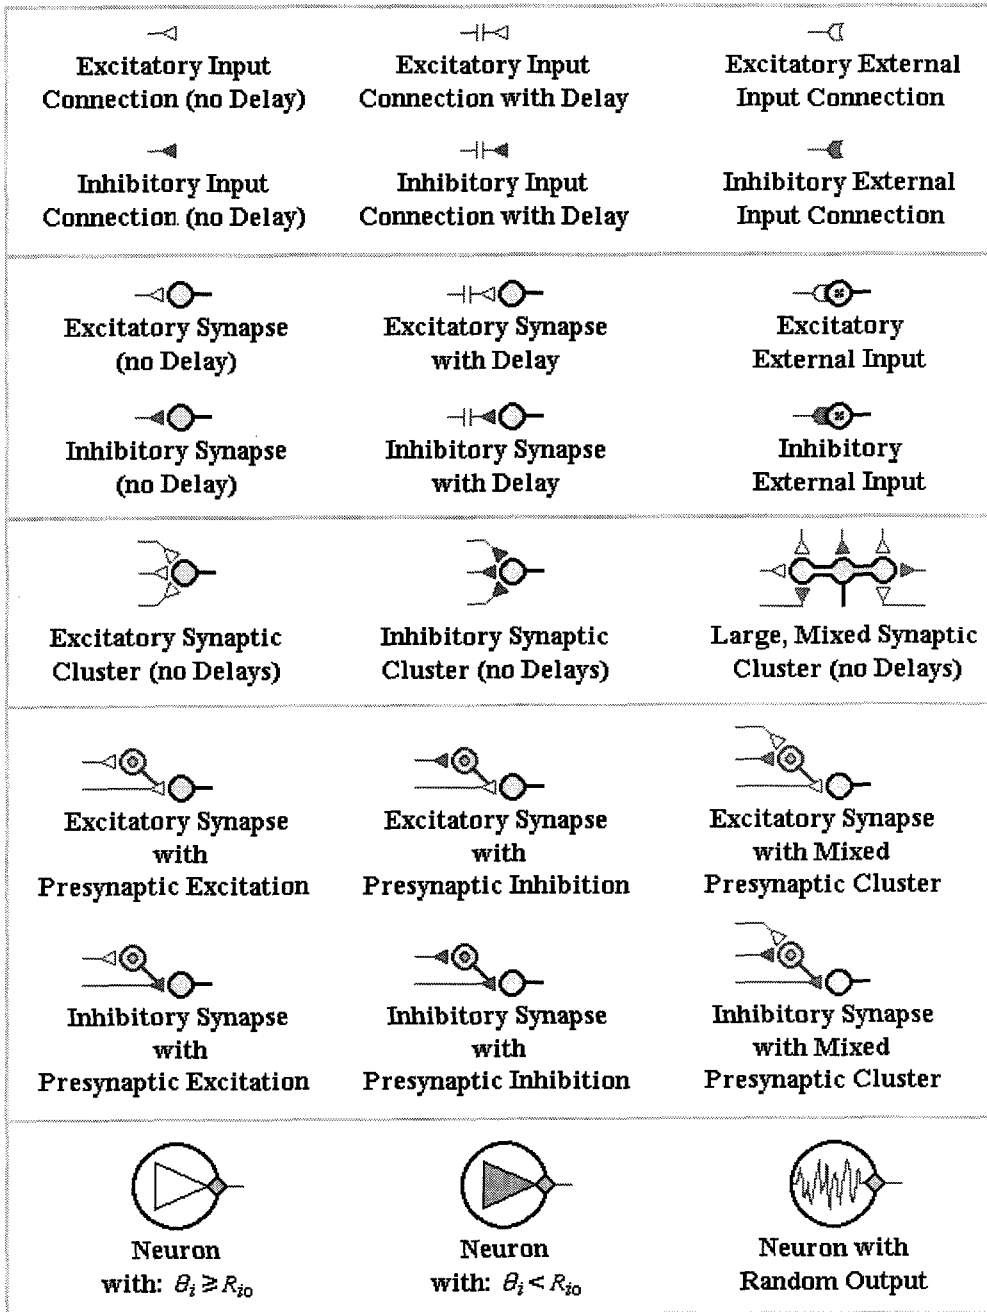 Excitatory Input
Connection (no Delay)
Excitatory Input
Connection with Delay
Excitatory External
Input Connection
Inhibitory Input
Connection (no Delay)
Inhibitory Input
Connection with Delay
Inhibitory External
Input Connection
Excitatory Synapse
(no Delay)
Excitatory Synapse
with Delay
Excitatory
External Input
Inhibitory Synapse
(no Delay)
Inhibitory Synapse
with Delay
Inhibitory
External Input
Excitatory Synaptic
Cluster (no Delays)
Inhibitory Synaptic
Cluster (no Delays)
Large, Mixed Synaptic
Cluster (no Delays)
Excitatory Synapse
with
Presynaptic Excitation
Excitatory Synapse
with
Presynaptic Inhibition
Excitatory Synapse
with Mixed
Presynaptic Cluster
Inhibitory Synapse
with
Presynaptic Excitation
Inhibitory Synapse
with
Presynaptic Inhibition
Inhibitory Synapse
with Mixed
Presynaptic Cluster
Neuron
with: θi ≥ Rio
Neuron
with: θi < Rio
Neuron with
Random Output